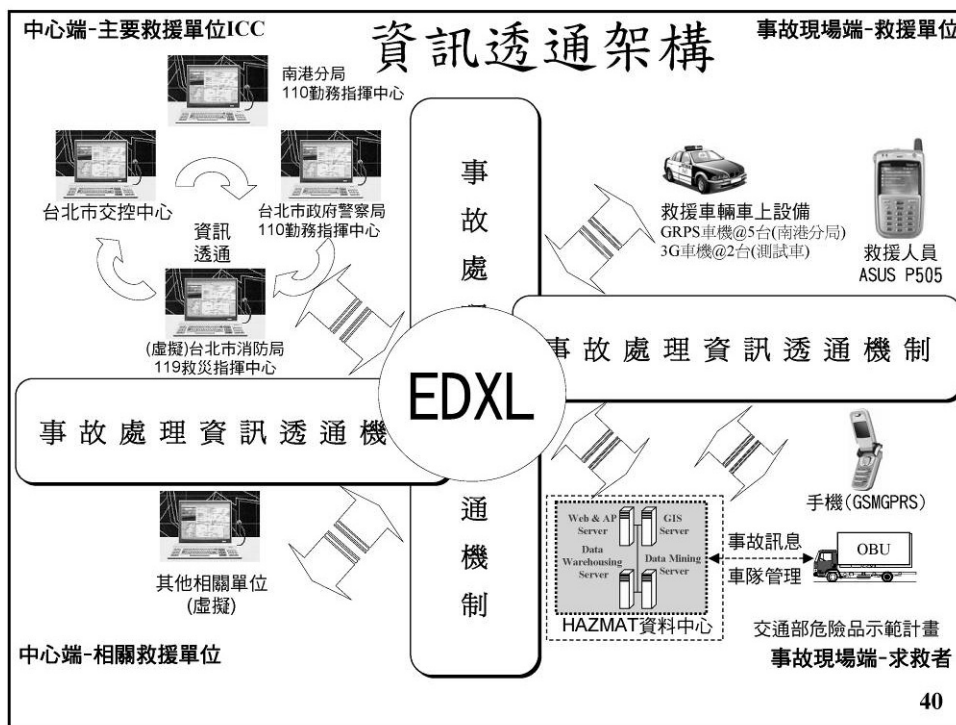 中心端-主要救援單位ICC
資訊透通架構
事故現場端-救援單位
南港分局
110勤務指揮中心
台北市交控中心
台北市政府警察局
110勤務指揮中心
資訊
透通
(虛擬)台北市消防局
119救災指揮中心
救援車輛車上設備
GRPS車機@5台(南港分局)
3G車機@2台(測試車)
救援人員
ASUS P505
事故處理
通機制
事故處理資訊透通機制
事故處理資訊透通機
EDXL
其他相關單位
(虛擬)
中心端-相關救援單位
手機(GSMGPRS)
Web & AP
Server
GIS
Server
Data
Warehousing
Server
Data Mining
Server
HAZMAT資料中心
事故訊息
車隊管理
OBU
交通部危險品示範計畫
事故現場端-求救者
40